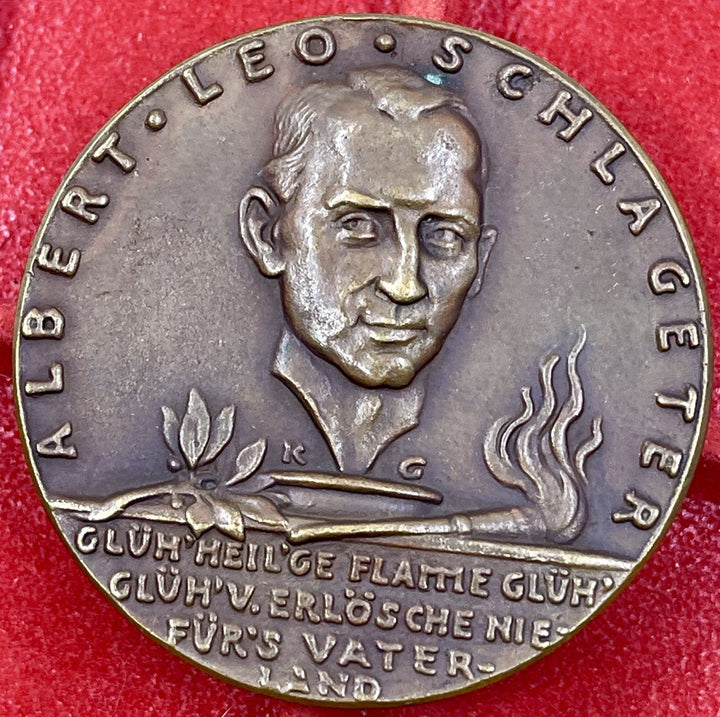 ALBERT · LEO · SCHLAGETER
K G
GLÜH' HEIL'GE FLAMME GLÜH'
GLÜH' V. ERLÖSCHE NIE-
FÜR'S VATER-
LAND